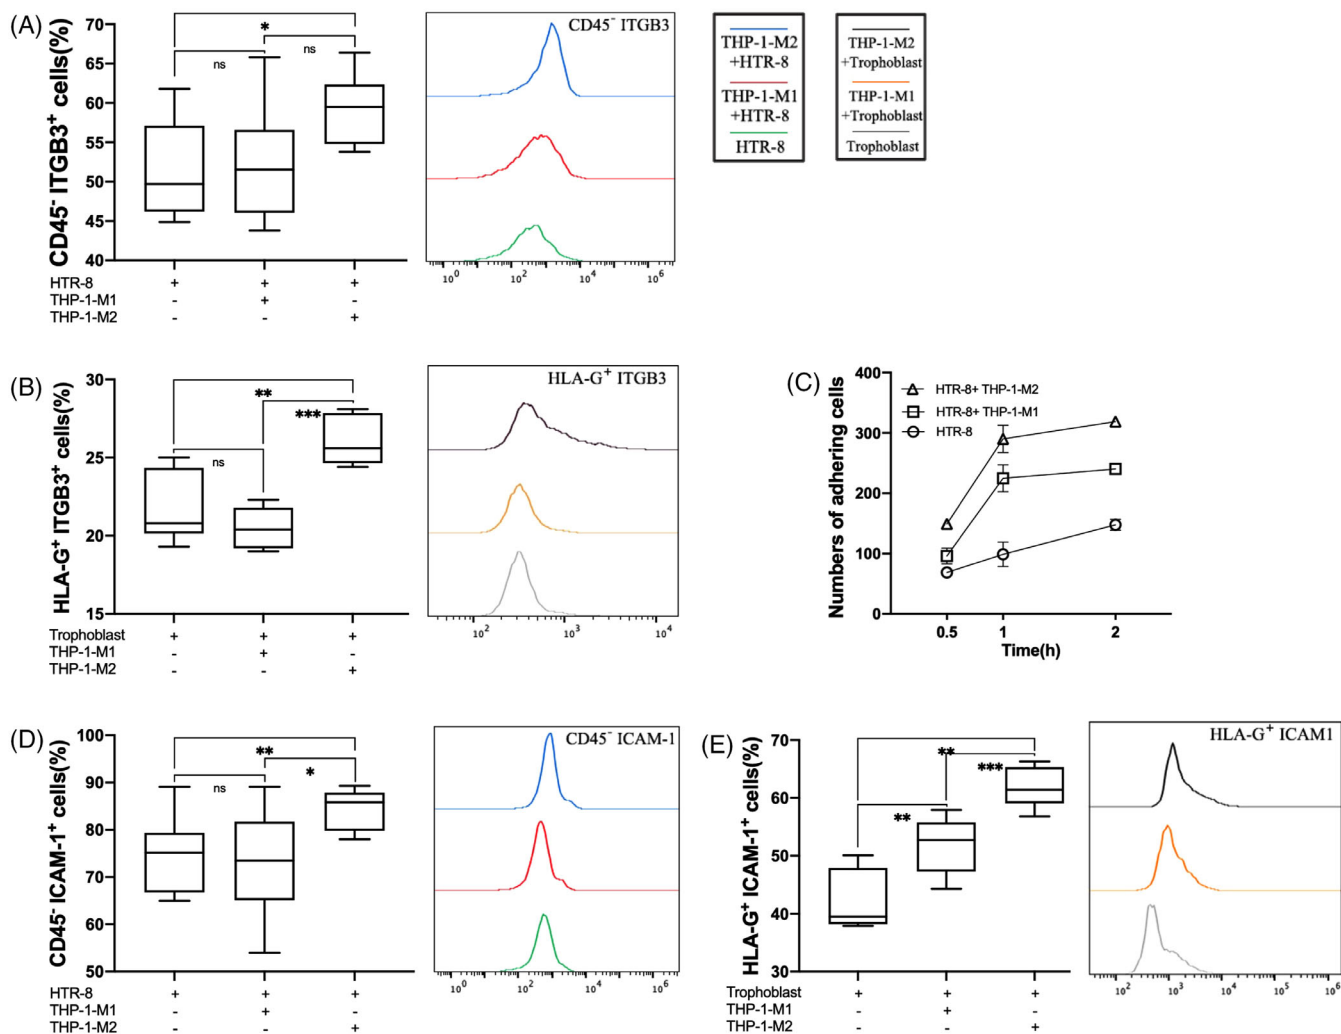 (A)
CD45⁻ ITGB3⁺ cells(%)
70
65
60
55
50
45
40
*
ns
ns
HTR-8 + + +
THP-1-M1 - + -
THP-1-M2 - - +
CD45⁻ ITGB3
10⁰ 10² 10⁴ 10⁶
THP-1-M2
+HTR-8
THP-1-M1
+HTR-8
HTR-8
THP-1-M2
+Trophoblast
THP-1-M1
+Trophoblast
Trophoblast
(B)
HLA-G⁺ ITGB3⁺ cells(%)
30
25
20
15
**
***
ns
Trophoblast + + +
THP-1-M1 - + -
THP-1-M2 - - +
HLA-G⁺ ITGB3
10² 10³ 10⁴
(C)
Numbers of adhering cells
400
300
200
100
0
HTR-8+ THP-1-M2
HTR-8+ THP-1-M1
HTR-8
0.5 1 2
Time(h)
(D)
CD45⁻ ICAM-1⁺ cells(%)
100
90
80
70
60
50
**
*
ns
HTR-8 + + +
THP-1-M1 - + -
THP-1-M2 - - +
CD45⁻ ICAM-1
10⁰ 10² 10⁴ 10⁶
(E)
HLA-G⁺ ICAM-1⁺ cells(%)
70
60
50
40
30
**
***
**
Trophoblast + + +
THP-1-M1 - + -
THP-1-M2 - - +
HLA-G⁺ ICAM1
10² 10³ 10⁴ 10⁵ 10⁶